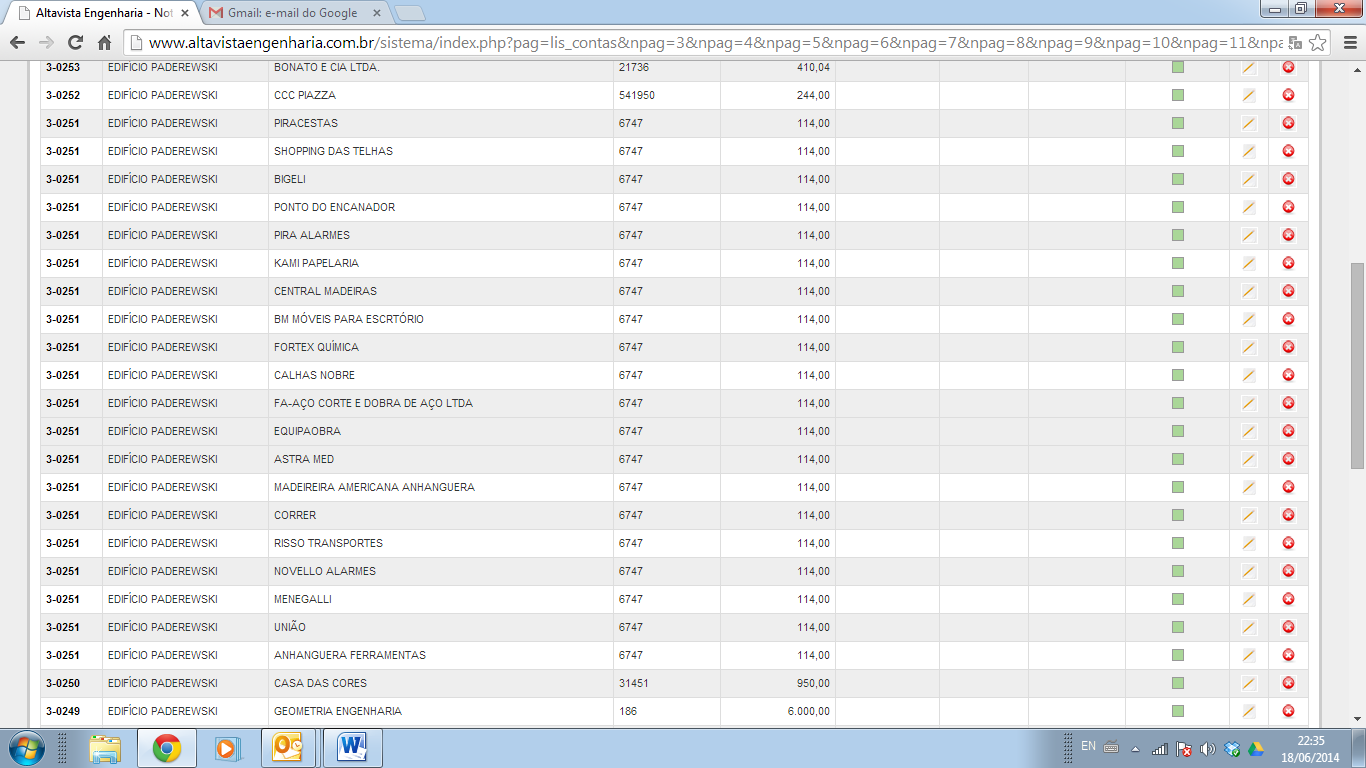 Altavista Engenharia - Not
Gmail: e-mail do Google
www.altavistaengenharia.com.br/sistema/index.php?pag=lis_contas&npag=3&npag=4&npag=5&npag=6&npag=7&npag=8&npag=9&npag=10&npag=11&npa
3-0253 EDIFÍCIO PADEREWSKI BONATO E CIA LTDA. 21736 410,04
3-0252 EDIFÍCIO PADEREWSKI CCC PIAZZA 541950 244,00
3-0251 EDIFÍCIO PADEREWSKI PIRACESTAS 6747 114,00
3-0251 EDIFÍCIO PADEREWSKI SHOPPING DAS TELHAS 6747 114,00
3-0251 EDIFÍCIO PADEREWSKI BIGELI 6747 114,00
3-0251 EDIFÍCIO PADEREWSKI PONTO DO ENCANADOR 6747 114,00
3-0251 EDIFÍCIO PADEREWSKI PIRA ALARMES 6747 114,00
3-0251 EDIFÍCIO PADEREWSKI KAMI PAPELARIA 6747 114,00
3-0251 EDIFÍCIO PADEREWSKI CENTRAL MADEIRAS 6747 114,00
3-0251 EDIFÍCIO PADEREWSKI BM MÓVEIS PARA ESCRTÓRIO 6747 114,00
3-0251 EDIFÍCIO PADEREWSKI FORTEX QUÍMICA 6747 114,00
3-0251 EDIFÍCIO PADEREWSKI CALHAS NOBRE 6747 114,00
3-0251 EDIFÍCIO PADEREWSKI FA-AÇO CORTE E DOBRA DE AÇO LTDA 6747 114,00
3-0251 EDIFÍCIO PADEREWSKI EQUIPAOBRA 6747 114,00
3-0251 EDIFÍCIO PADEREWSKI ASTRA MED 6747 114,00
3-0251 EDIFÍCIO PADEREWSKI MADEIREIRA AMERICANA ANHANGUERA 6747 114,00
3-0251 EDIFÍCIO PADEREWSKI CORRER 6747 114,00
3-0251 EDIFÍCIO PADEREWSKI RISSO TRANSPORTES 6747 114,00
3-0251 EDIFÍCIO PADEREWSKI NOVELLO ALARMES 6747 114,00
3-0251 EDIFÍCIO PADEREWSKI MENEGALLI 6747 114,00
3-0251 EDIFÍCIO PADEREWSKI UNIÃO 6747 114,00
3-0251 EDIFÍCIO PADEREWSKI ANHANGUERA FERRAMENTAS 6747 114,00
3-0250 EDIFÍCIO PADEREWSKI CASA DAS CORES 31451 950,00
3-0249 EDIFÍCIO PADEREWSKI GEOMETRIA ENGENHARIA 186 6.000,00
EN
22:35
18/06/2014